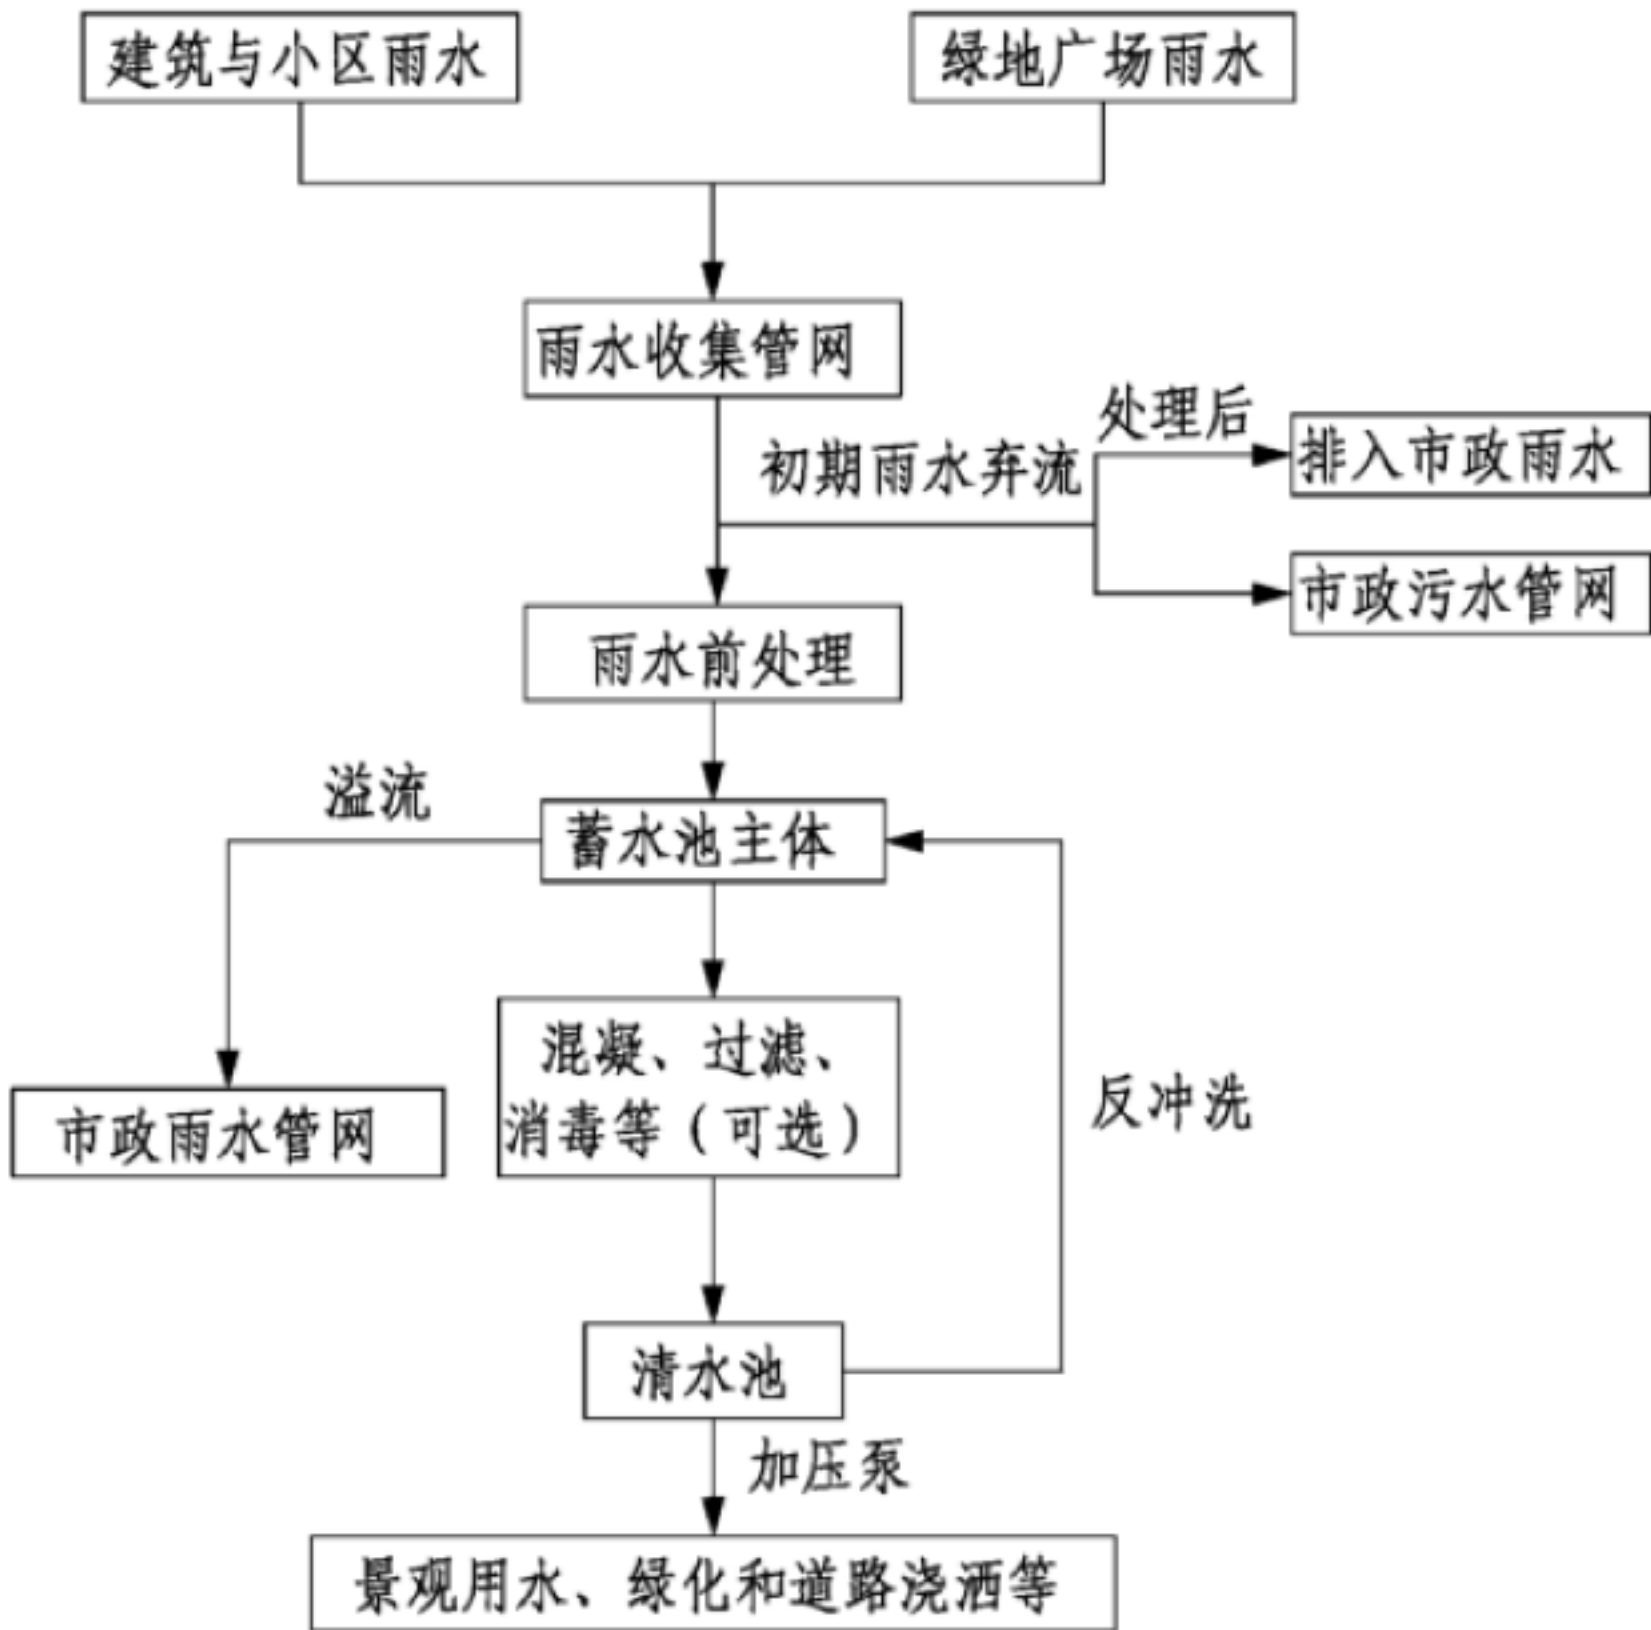 建筑与小区雨水
绿地广场雨水
雨水收集管网
处理后
初期雨水弃流
排入市政雨水
市政污水管网
雨水前处理
溢流
蓄水池主体
混凝、过滤、
消毒等（可选）
反冲洗
市政雨水管网
清水池
加压泵
景观用水、绿化和道路浇洒等